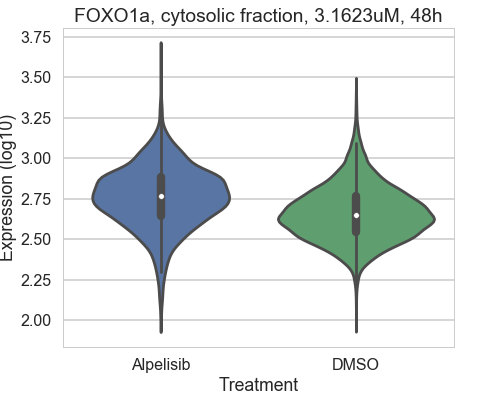 FOXO1a, cytosolic fraction, 3.1623uM, 48h
3.75
3.50
3.25
3.00
2.75
2.50
2.25
2.00
Expression (log10)
Alpelisib DMSO
Treatment